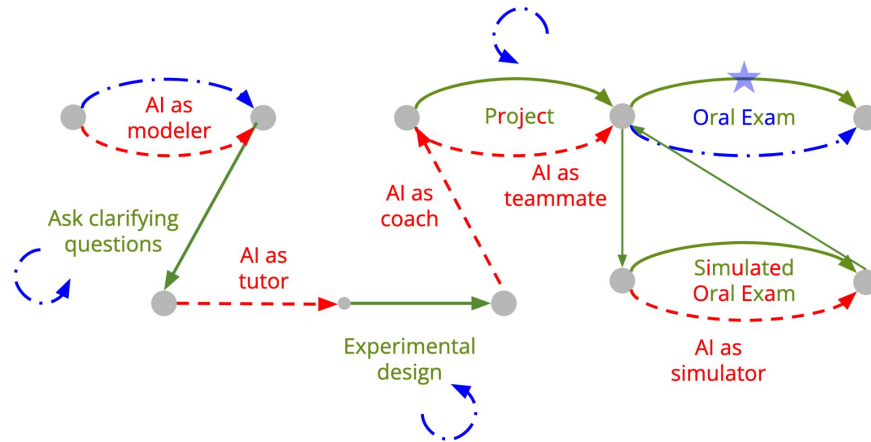 AI as
modeler
Ask clarifying
questions
AI as
tutor
Experimental
design
AI as
coach
Project
AI as
teammate
Oral Exam
Simulated
Oral Exam
AI as
simulator